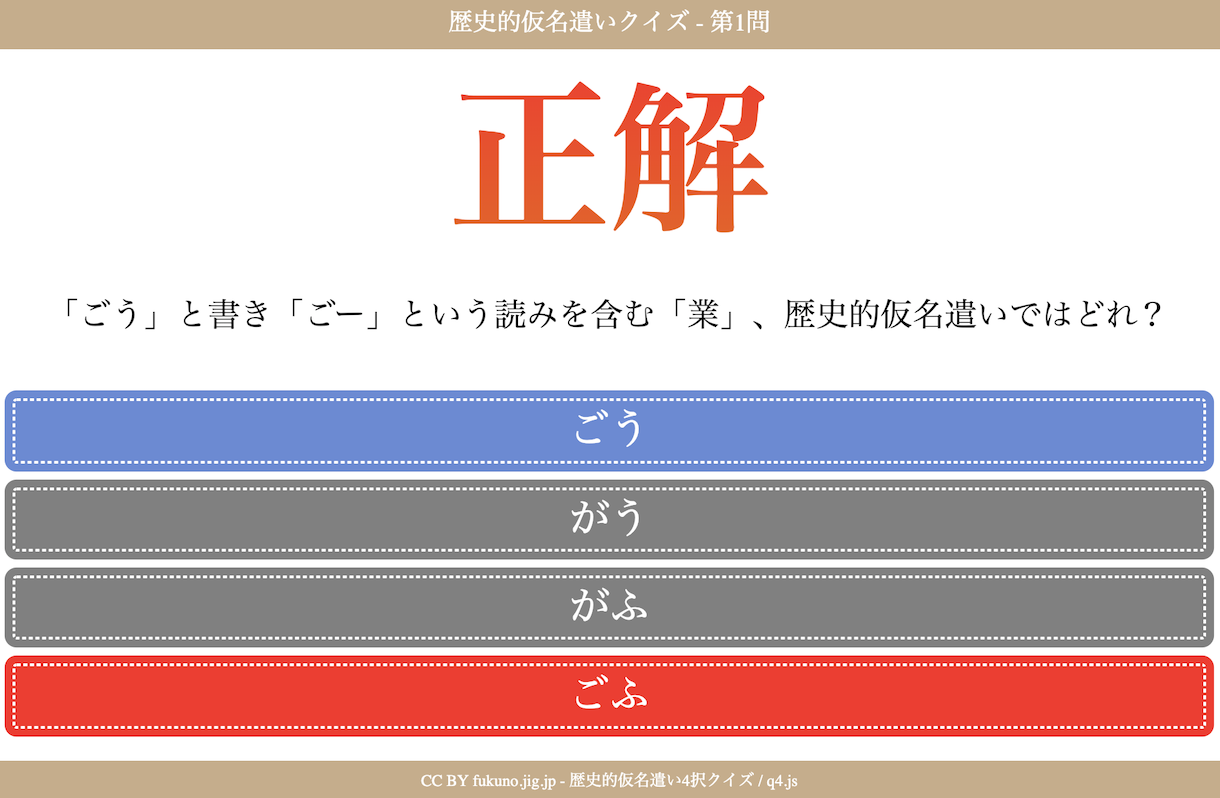 歴史的仮名遣いクイズ - 第1問
正解
「ごう」と書き「ごー」という読みを含む「業」、歴史的仮名遣いではどれ？
ごう
がう
がふ
ごふ
CC BY fukuno.jig.jp - 歴史的仮名遣い4択クイズ / q4.js